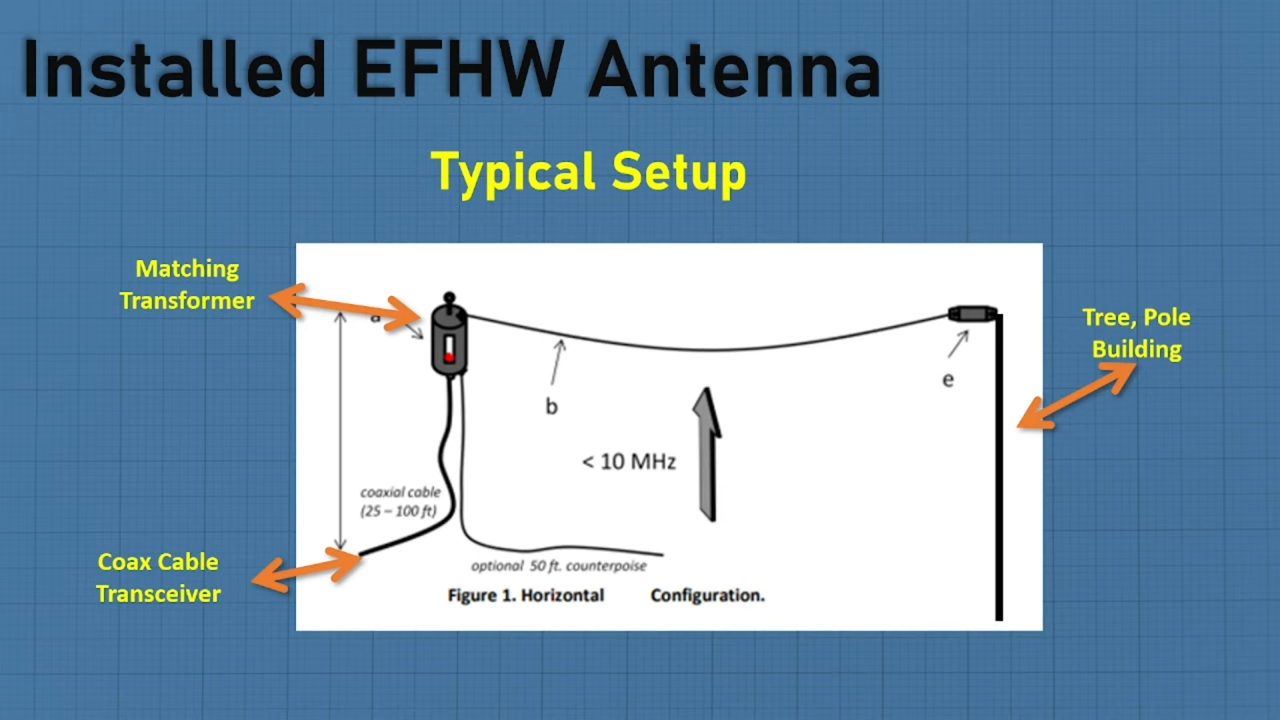 Installed EFHW Antenna
Typical Setup
Matching
Transformer
a
b
e
< 10 MHz
Tree, Pole
Building
coaxial cable
(25 – 100 ft)
Coax Cable
Transceiver
optional 50 ft. counterpoise
Figure 1. Horizontal Configuration.